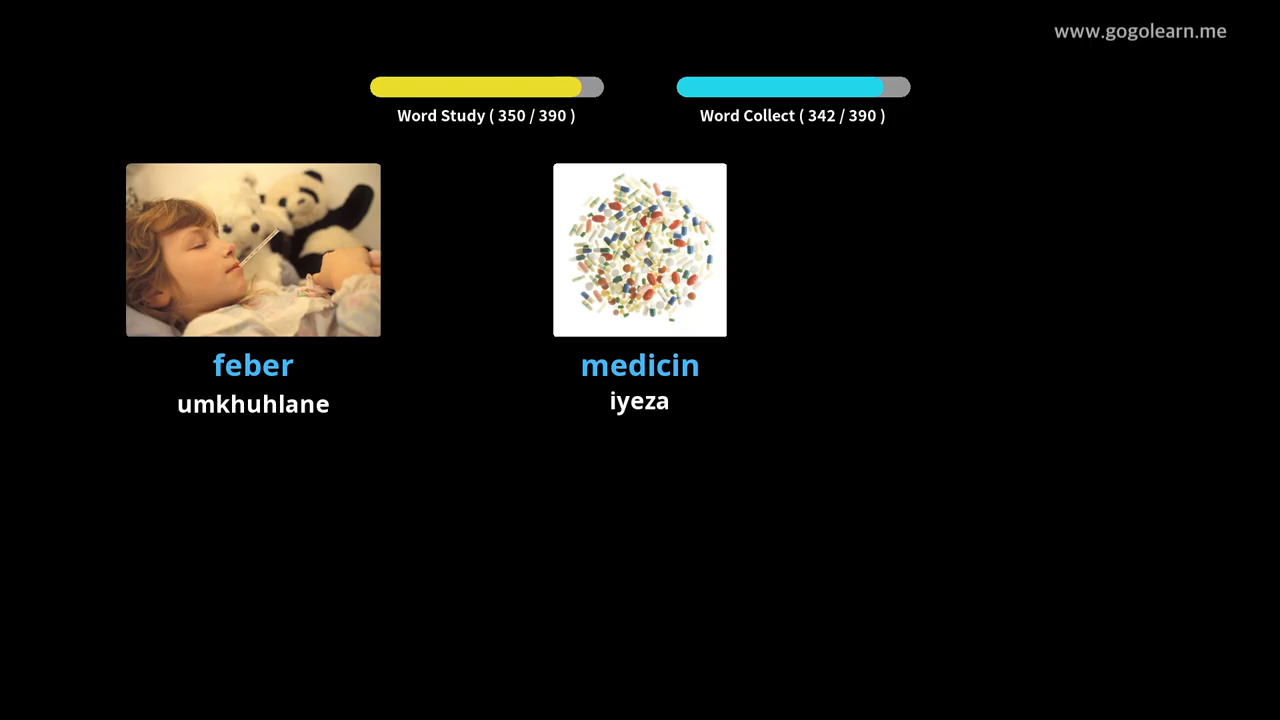 www.gogolearn.me
Word Study ( 350 / 390 )
Word Collect ( 342 / 390 )
feber
umkhuhlane
medicin
iyeza